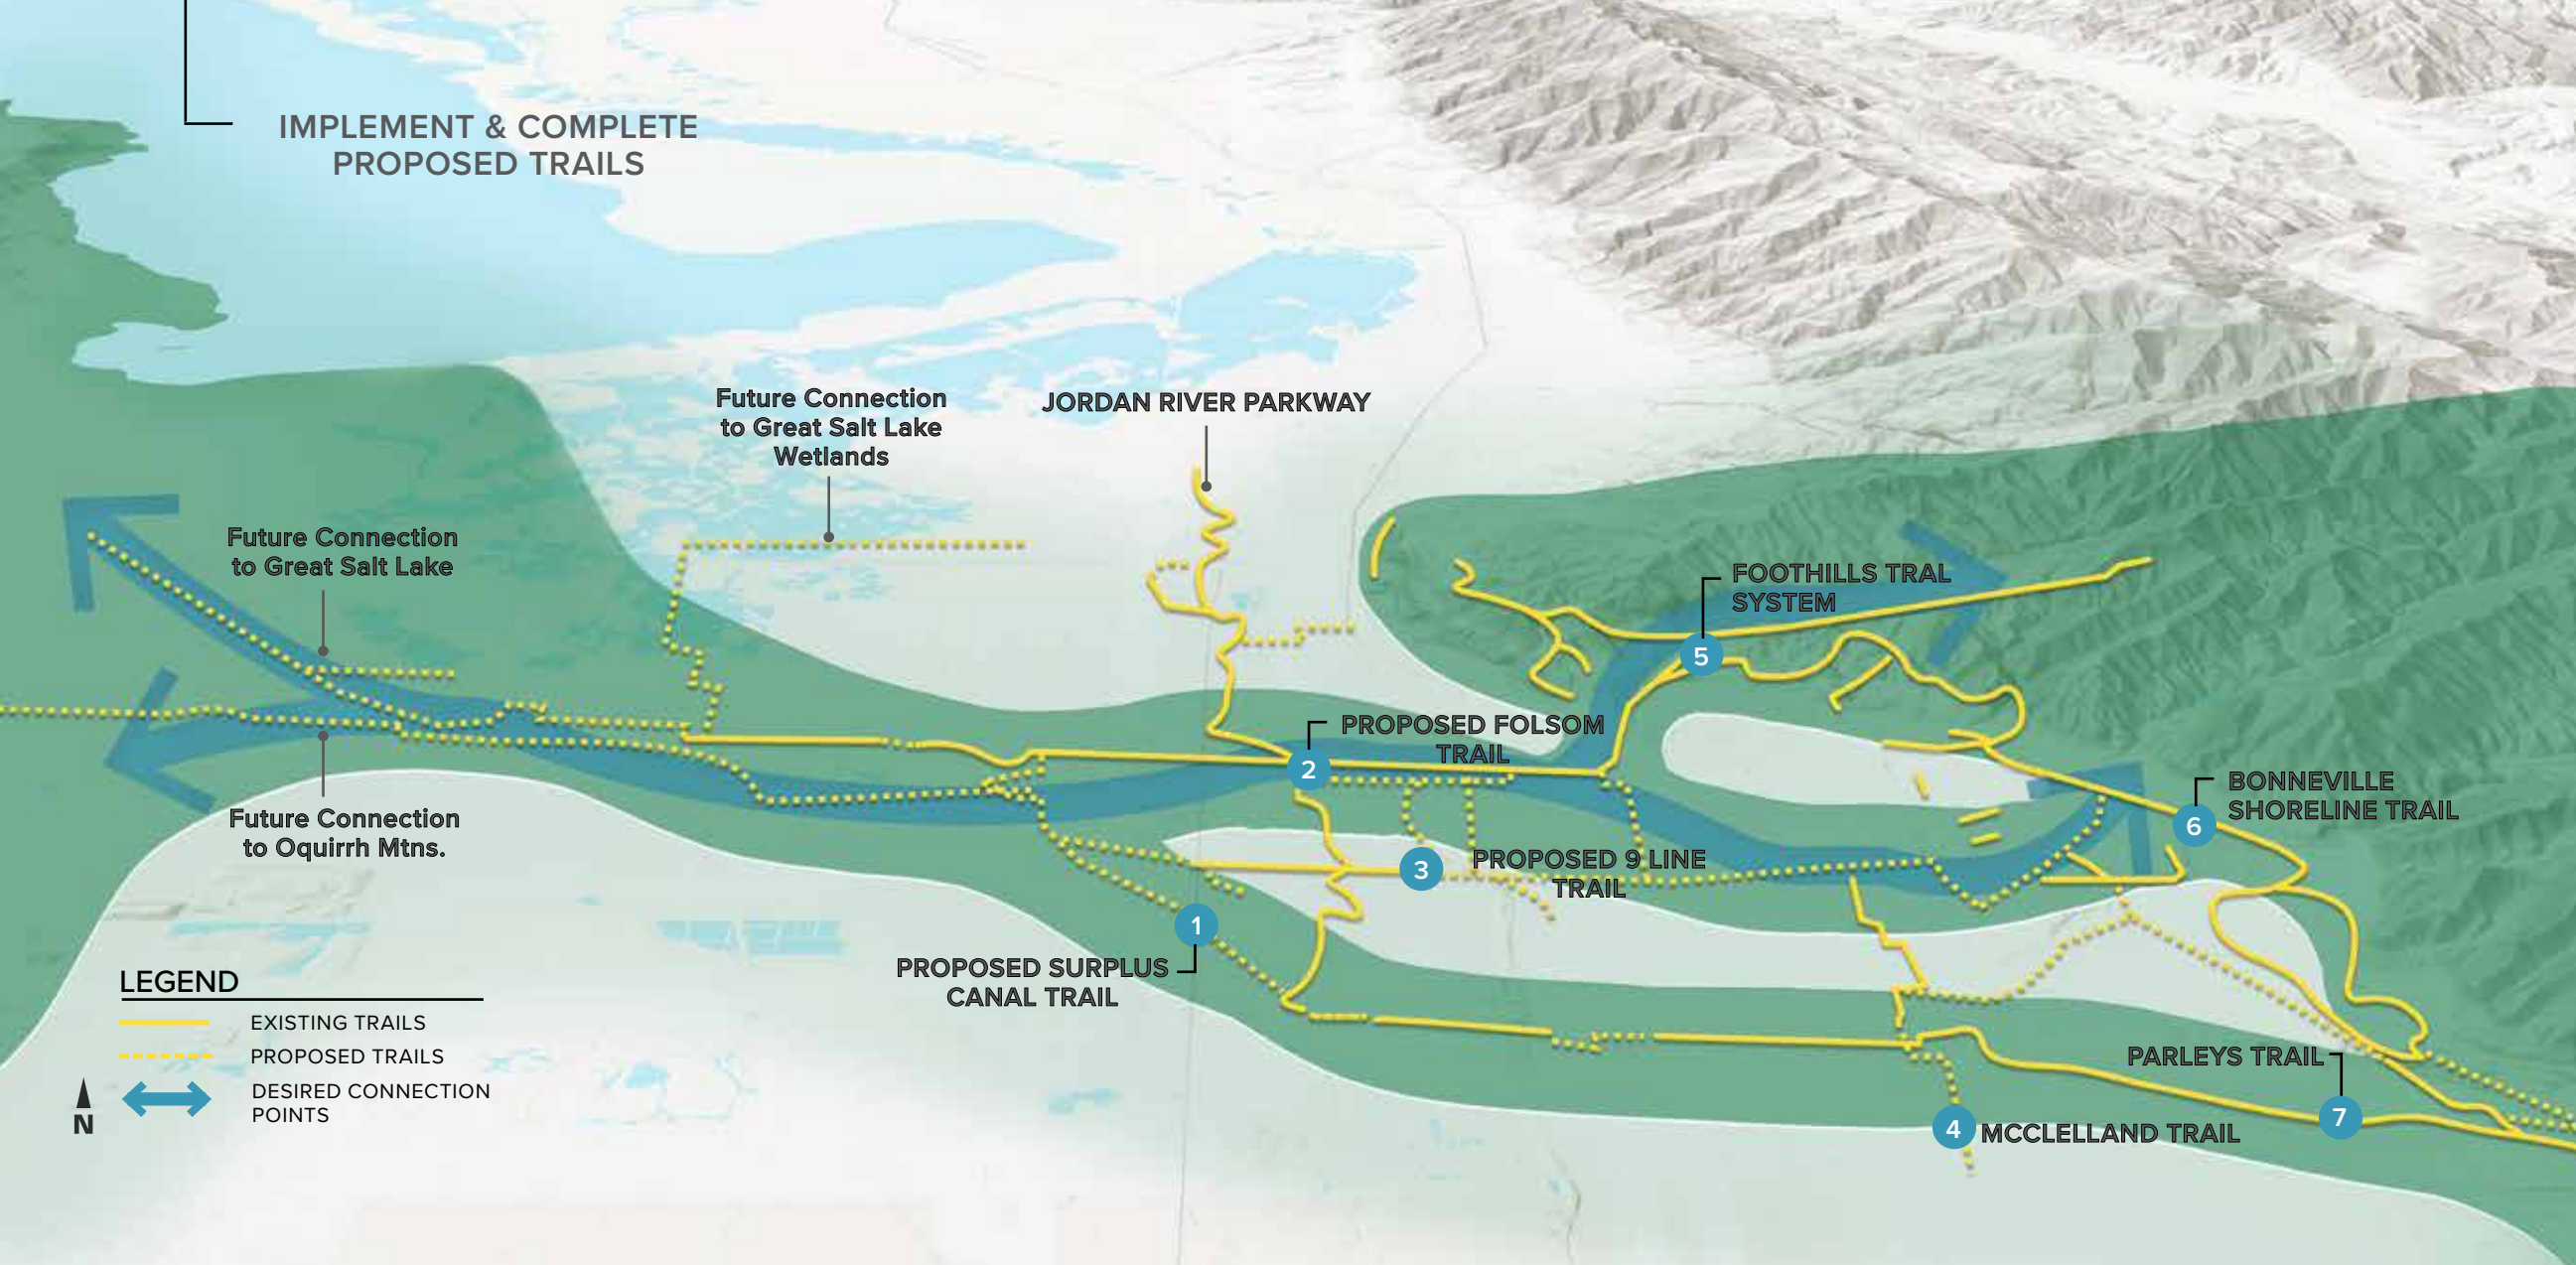 IMPLEMENT & COMPLETE
PROPOSED TRAILS
Future Connection
to Great Salt Lake
Wetlands
JORDAN RIVER PARKWAY
Future Connection
to Great Salt Lake
FOOTHILLS TRAL
SYSTEM
5
PROPOSED FOLSOM
TRAIL
2
BONNEVILLE
SHORELINE TRAIL
6
Future Connection
to Oquirrh Mtns.
3
PROPOSED 9 LINE
TRAIL
1
PROPOSED SURPLUS
CANAL TRAIL
PARLEYS TRAIL
7
4
MCCLELLAND TRAIL
LEGEND
EXISTING TRAILS
PROPOSED TRAILS
DESIRED CONNECTION
POINTS
N